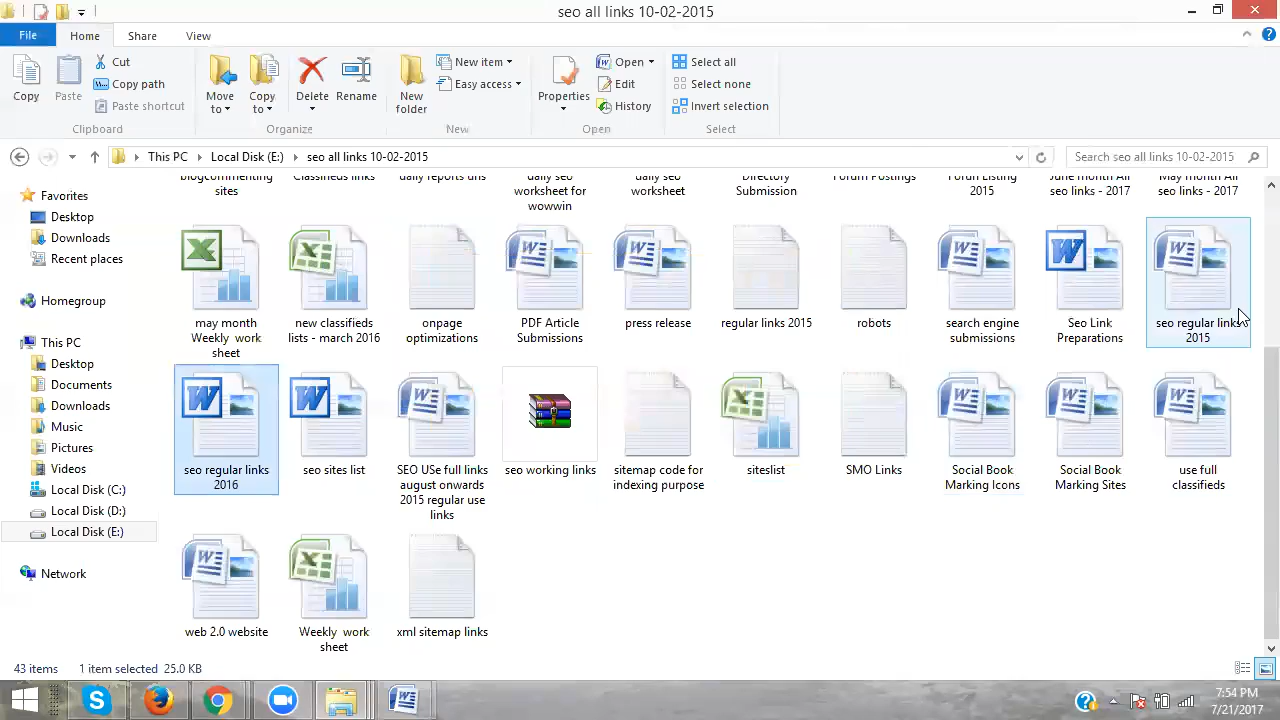 seo all links 10-02-2015
File Home Share View
Copy
Paste
Cut
Copy path
Paste shortcut
Clipboard
Move to
Copy to
Delete
Rename
Organize
New folder
New item
Easy access
New
Properties
Open
Edit
History
Open
Select all
Select none
Invert selection
Select
This PC Local Disk (E:) seo all links 10-02-2015
Search seo all links 10-02-2015
Favorites
Desktop
Downloads
Recent places
Homegroup
This PC
Desktop
Documents
Downloads
Music
Pictures
Videos
Local Disk (C:)
Local Disk (D:)
Local Disk (E:)
Network
blogcommenting
sites
Classifieds links
daily reports urls
daily seo
worksheet for
wowwin
daily seo
worksheet
Directory
Submission
Forum Postings
2015
June month All
seo links - 2017
May month All
seo links - 2017
may month
Weekly work
sheet
new classifieds
lists - march 2016
onpage
optimizations
PDF Article
Submissions
press release
regular links 2015
robots
search engine
submissions
Seo Link
Preparations
seo regular links
2015
seo regular links
2016
seo sites list
SEO USe full links
august onwards
2015 regular use
links
seo working links
sitemap code for
indexing purpose
siteslist
SMO Links
Social Book
Marking Icons
Social Book
Marking Sites
use full
classifieds
web 2.0 website
Weekly work
sheet
xml sitemap links
43 items 1 item selected 25.0 KB
7:54 PM
7/21/2017